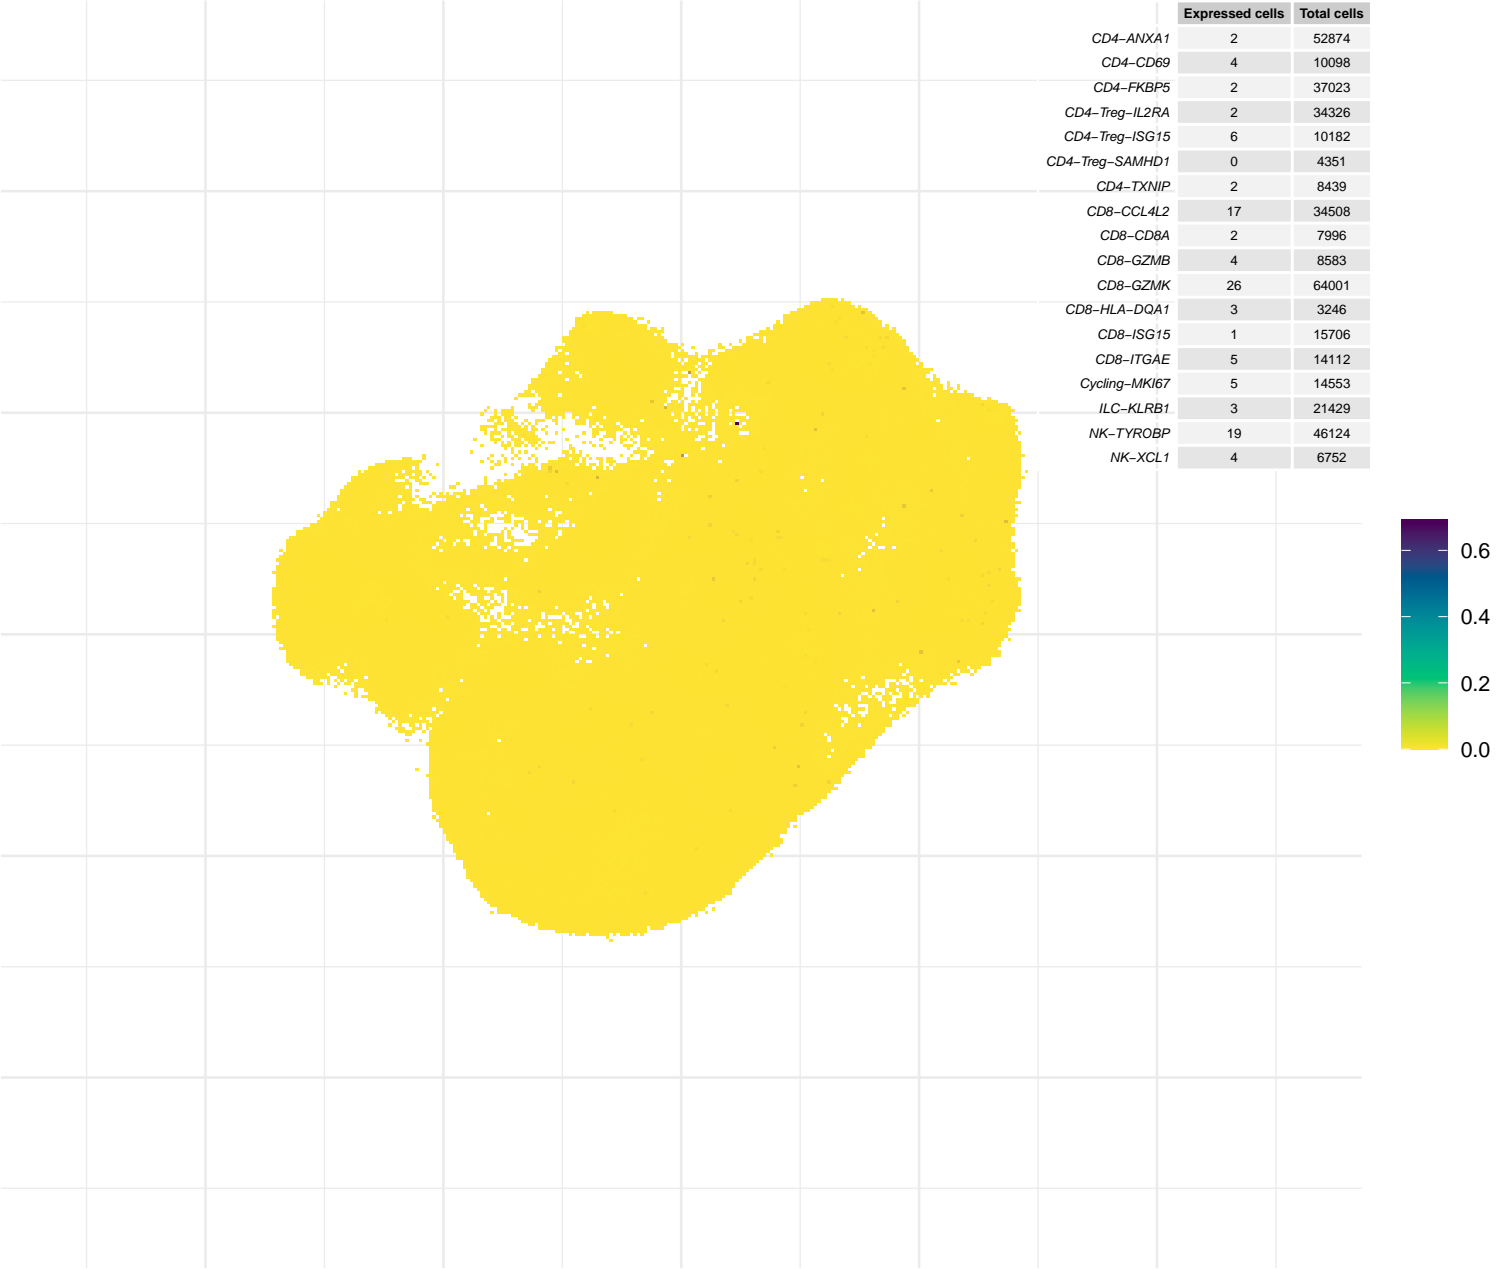 Expressed cells Total cells
CD4−ANXA1 2 52874
CD4−CD69 4 10098
CD4−FKBP5 2 37023
CD4−Treg−IL2RA 2 34326
CD4−Treg−ISG15 6 10182
CD4−Treg−SAMHD1 0 4351
CD4−TXNIP 2 8439
CD8−CCL4L2 17 34508
CD8−CD8A 2 7996
CD8−GZMB 4 8583
CD8−GZMK 26 64001
CD8−HLA−DQA1 3 3246
CD8−ISG15 1 15706
CD8−ITGAE 5 14112
Cycling−MKI67 5 14553
ILC−KLRB1 3 21429
NK−TYROBP 19 46124
NK−XCL1 4 6752
0.6
0.4
0.2
0.0